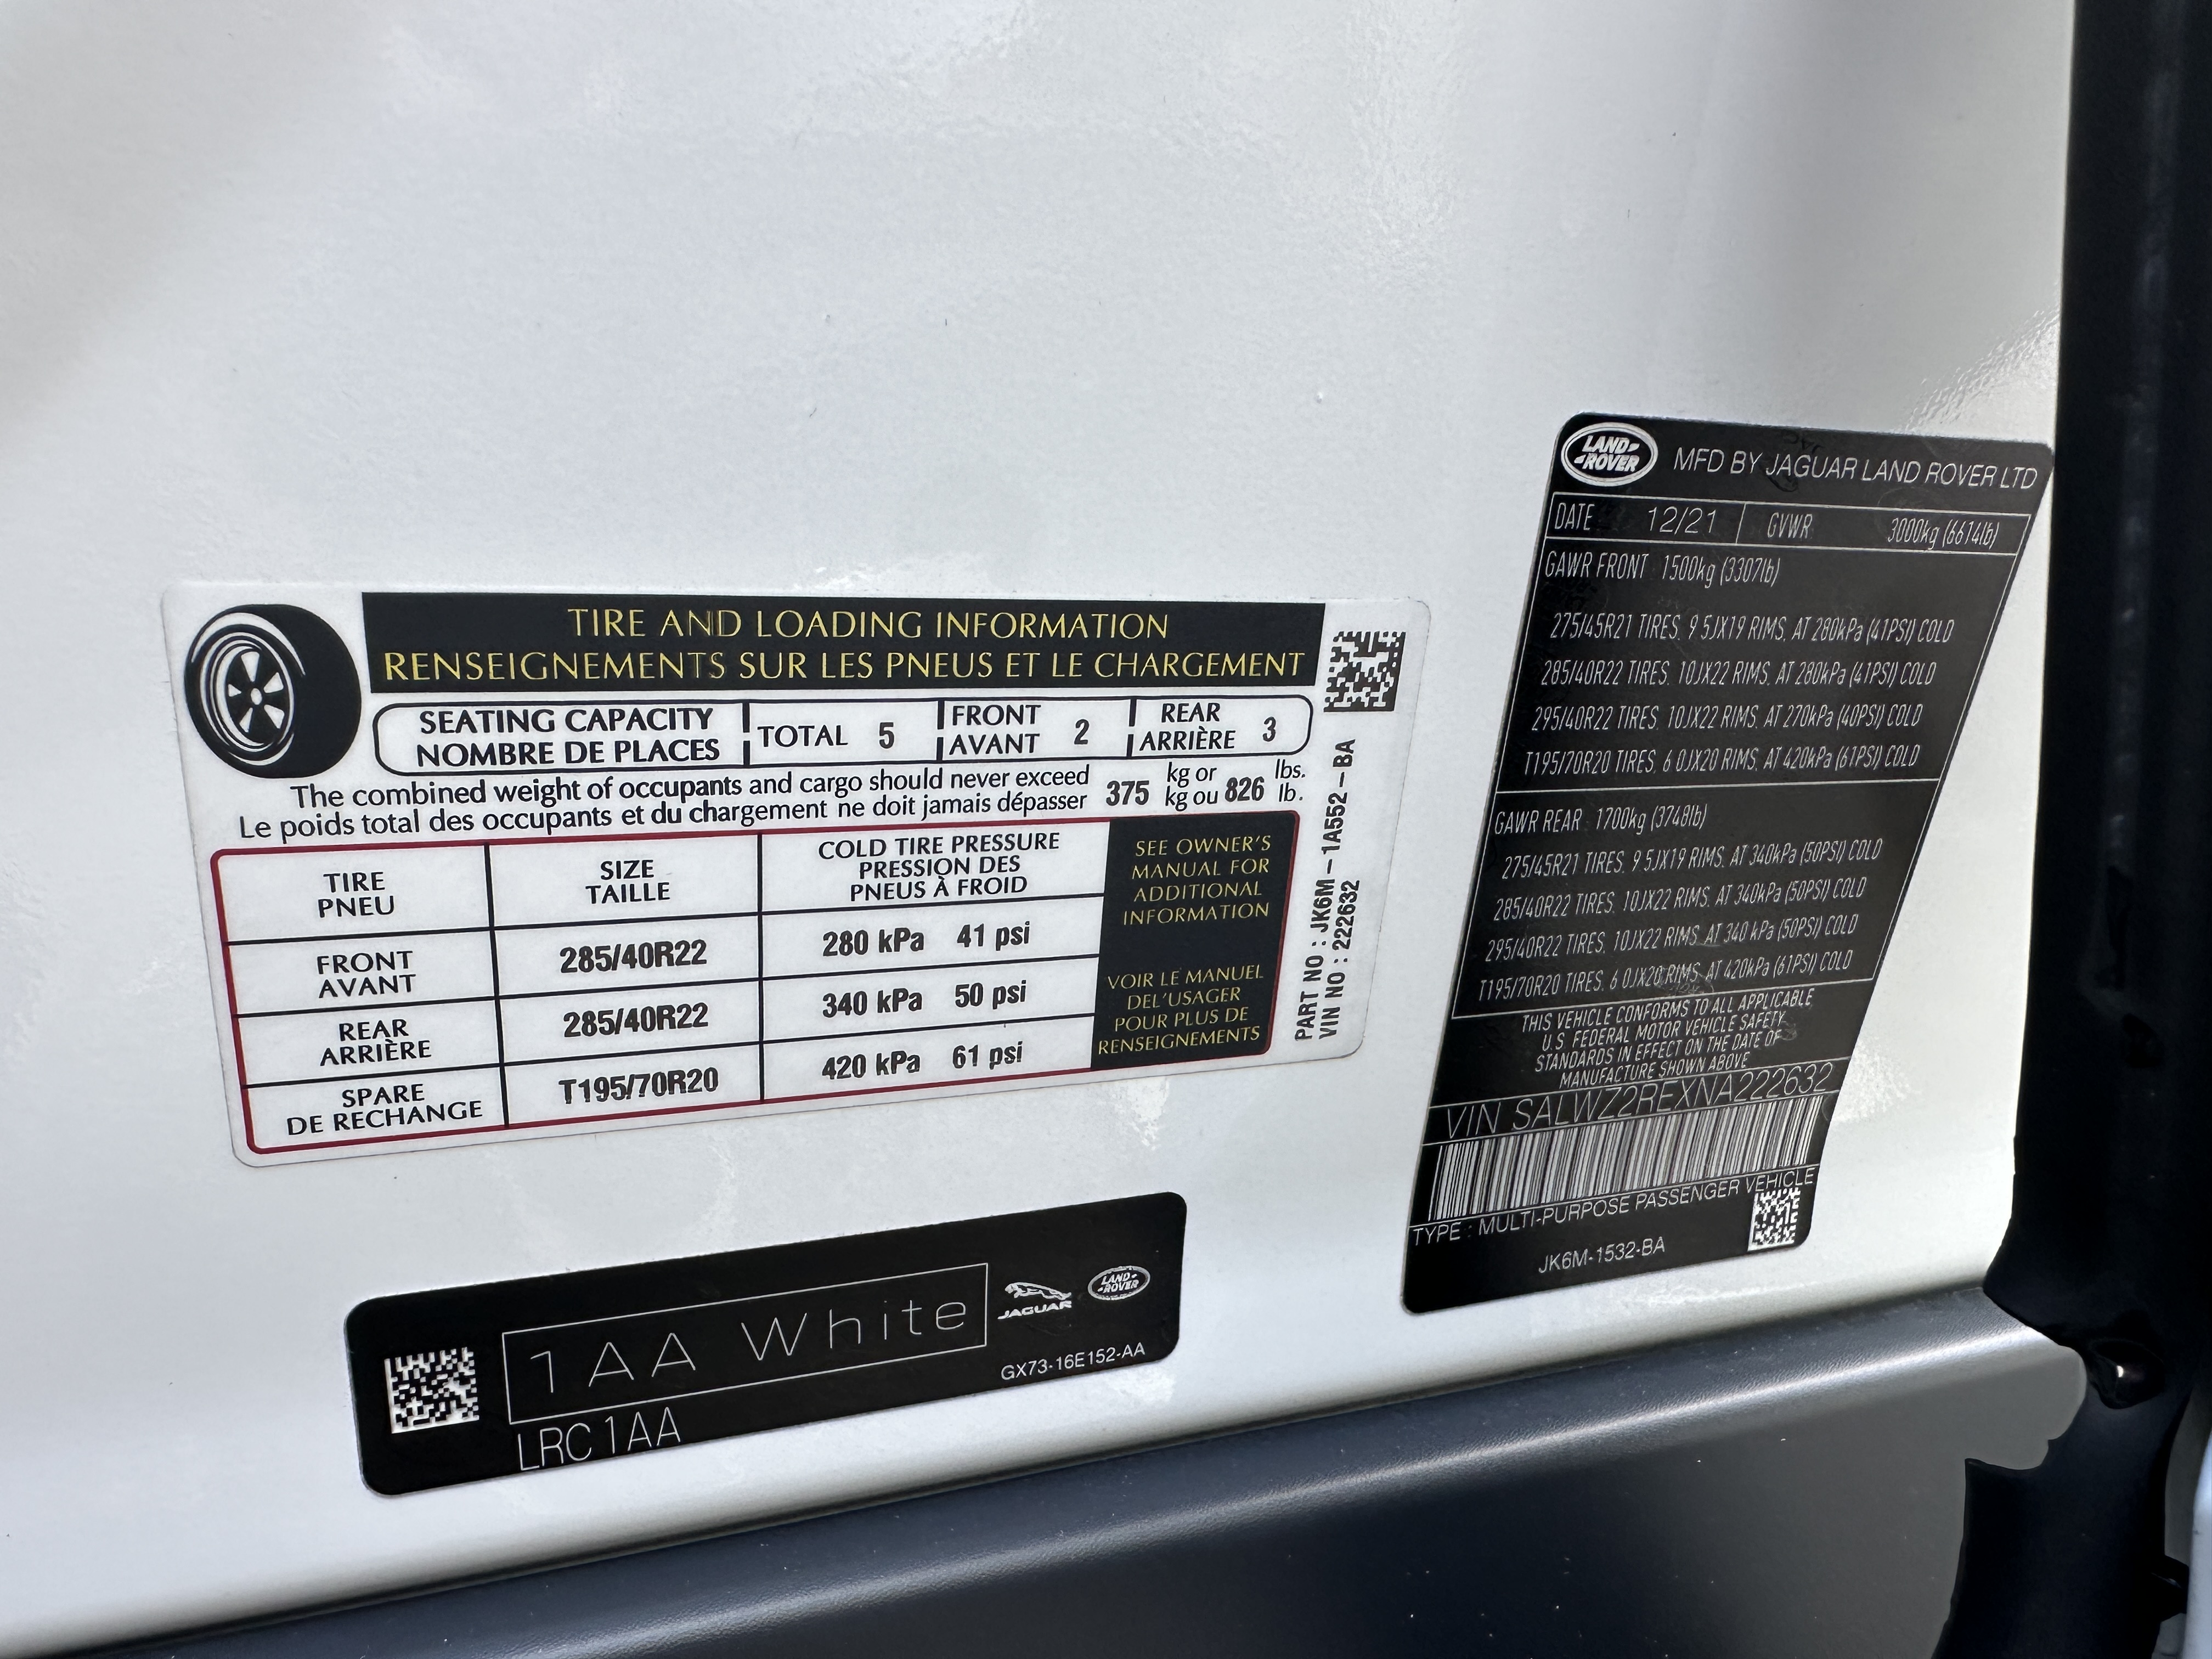 TIRE AND LOADING INFORMATION
RENSEIGNEMENTS SUR LES PNEUS ET LE CHARGEMENT
SEATING CAPACITY
NOMBRE DE PLACES
TOTAL 5
FRONT
AVANT 2
REAR
ARRIÈRE 3
The combined weight of occupants and cargo should never exceed 375 kg or 826 lbs.
Le poids total des occupants et du chargement ne doit jamais dépasser kg ou lb.
TIRE
PNEU
SIZE
TAILLE
COLD TIRE PRESSURE
PRESSION DES
PNEUS À FROID
FRONT
AVANT
285/40R22
280 kPa 41 psi
REAR
ARRIÈRE
285/40R22
340 kPa 50 psi
SPARE
DE RECHANGE
T195/70R20
420 kPa 61 psi
SEE OWNER'S
MANUAL FOR
ADDITIONAL
INFORMATION
VOIR LE MANUEL
DEL'USAGER
POUR PLUS DE
RENSEIGNEMENTS
PART NO : JK6M-1A552-BA
VIN NO : 222632
LAND
ROVER
MFD BY JAGUAR LAND ROVER LTD
DATE 12/21 GVWR 3000kg (6614lb)
GAWR FRONT 1500kg (3307lb)
275/45R21 TIRES, 9.5JX19 RIMS, AT 280kPa (41PSI) COLD
285/40R22 TIRES, 10JX22 RIMS, AT 280kPa (41PSI) COLD
295/40R22 TIRES, 10JX22 RIMS, AT 270kPa (40PSI) COLD
T195/70R20 TIRES, 6.0JX20 RIMS, AT 420kPa (61PSI) COLD
GAWR REAR 1700kg (3748lb)
275/45R21 TIRES, 9.5JX19 RIMS, AT 340kPa (50PSI) COLD
285/40R22 TIRES, 10JX22 RIMS, AT 340kPa (50PSI) COLD
295/40R22 TIRES, 10JX22 RIMS, AT 340 kPa (50PSI) COLD
T195/70R20 TIRES, 6.0JX20 RIMS, AT 420kPa (61PSI) COLD
THIS VEHICLE CONFORMS TO ALL APPLICABLE
U.S. FEDERAL MOTOR VEHICLE SAFETY
STANDARDS IN EFFECT ON THE DATE OF
MANUFACTURE SHOWN ABOVE
VIN SALWZ2REXNA222632
TYPE : MULTI-PURPOSE PASSENGER VEHICLE
JK6M-1532-BA
1AA White
JAGUAR
LAND
ROVER
GX73-16E152-AA
LRC1AA